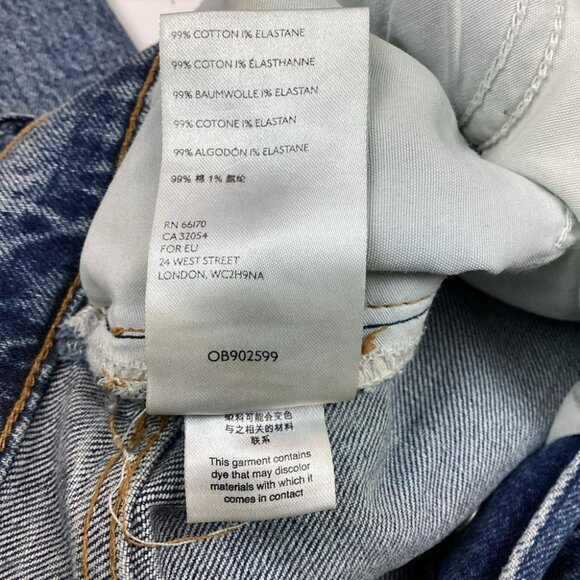 99% COTTON 1% ELASTANE
99% COTON 1% ÉLASTHANNE
99% BAUMWOLLE 1% ELASTAN
99% COTONE 1% ELASTAN
99% ALGODÓN 1% ELASTANE
99% 棉 1% 氨纶
RN 66170
CA 32054
FOR EU
24 WEST STREET
LONDON, WC2H9NA
OB902599
染料可能会变色
与之相关的材料
联系
This garment contains
dye that may discolor
materials with which it
comes in contact